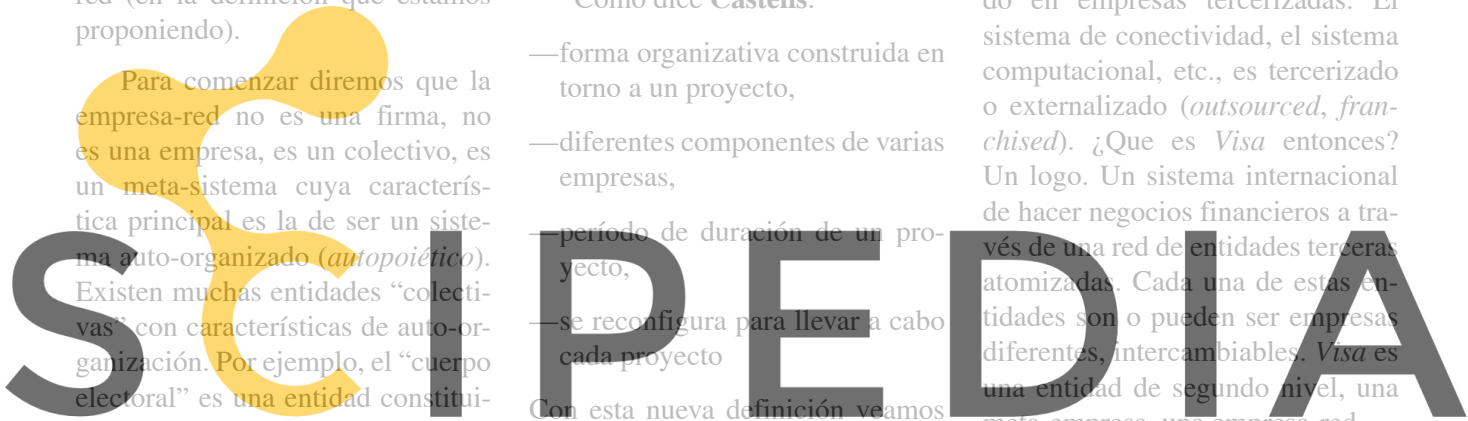 red (en la definición que estamos
proponiendo).
Para comenzar diremos que la
empresa-red no es una firma, no
es una empresa, es un colectivo, es
un meta-sistema cuya caracterís-
tica principal es la de ser un siste-
ma auto-organizado (autopoiético).
Existen muchas entidades “colecti-
vas” con características de auto-or-
ganización. Por ejemplo, el “cuerpo
electoral” es una entidad constitui-
Como dice Castells:
—forma organizativa construida en
torno a un proyecto,
—diferentes componentes de varias
empresas,
—período de duración de un pro-
yecto,
—se reconfigura para llevar a cabo
cada proyecto
Con esta nueva definición veamos
do en empresas tercerizadas. El
sistema de conectividad, el sistema
computacional, etc., es tercerizado
o externalizado (outsourced, fran-
chised). ¿Que es Visa entonces?
Un logo. Un sistema internacional
de hacer negocios financieros a tra-
vés de una red de entidades terceras
atomizadas. Cada una de estas en-
tidades son o pueden ser empresas
diferentes, intercambiables. Visa es
una entidad de segundo nivel, una
meta-empresa, una empresa-red.
SCIPEDIA